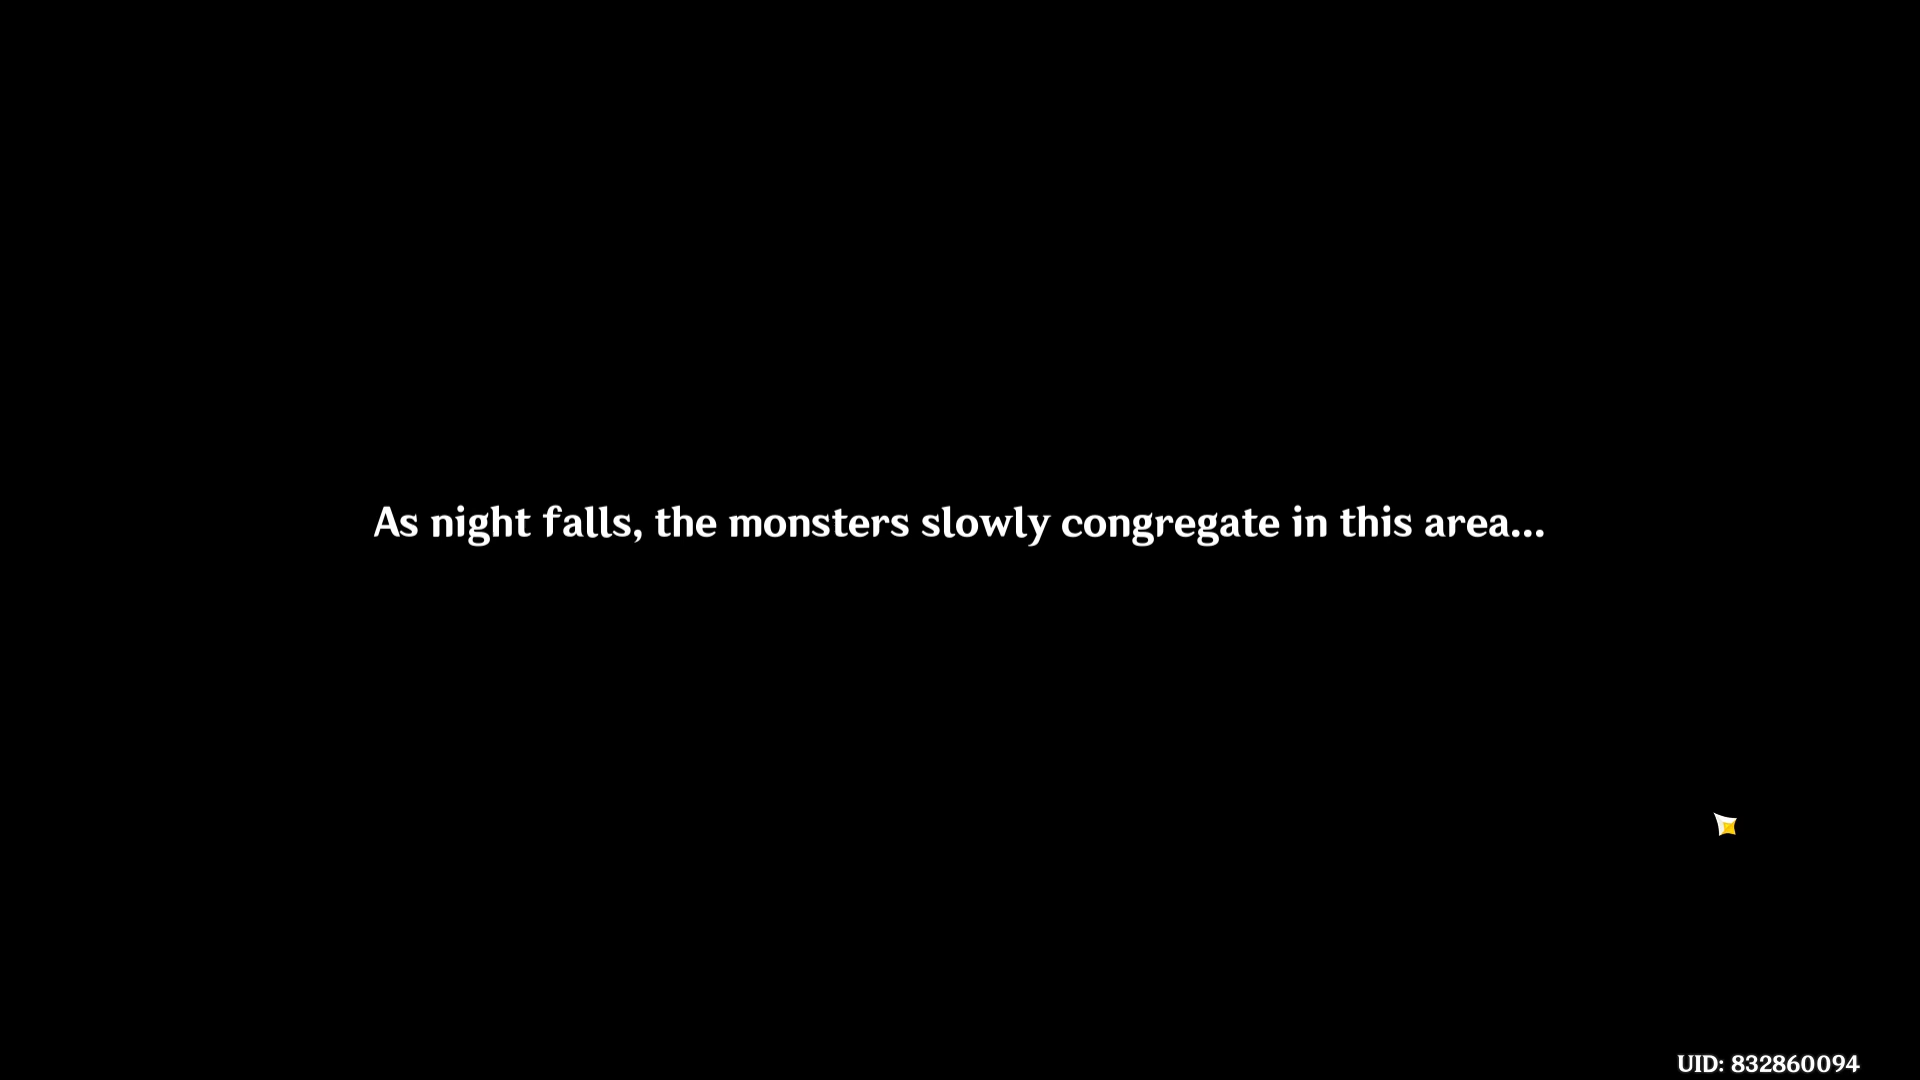 As night falls, the monsters slowly congregate in this area...
UID: 832860094